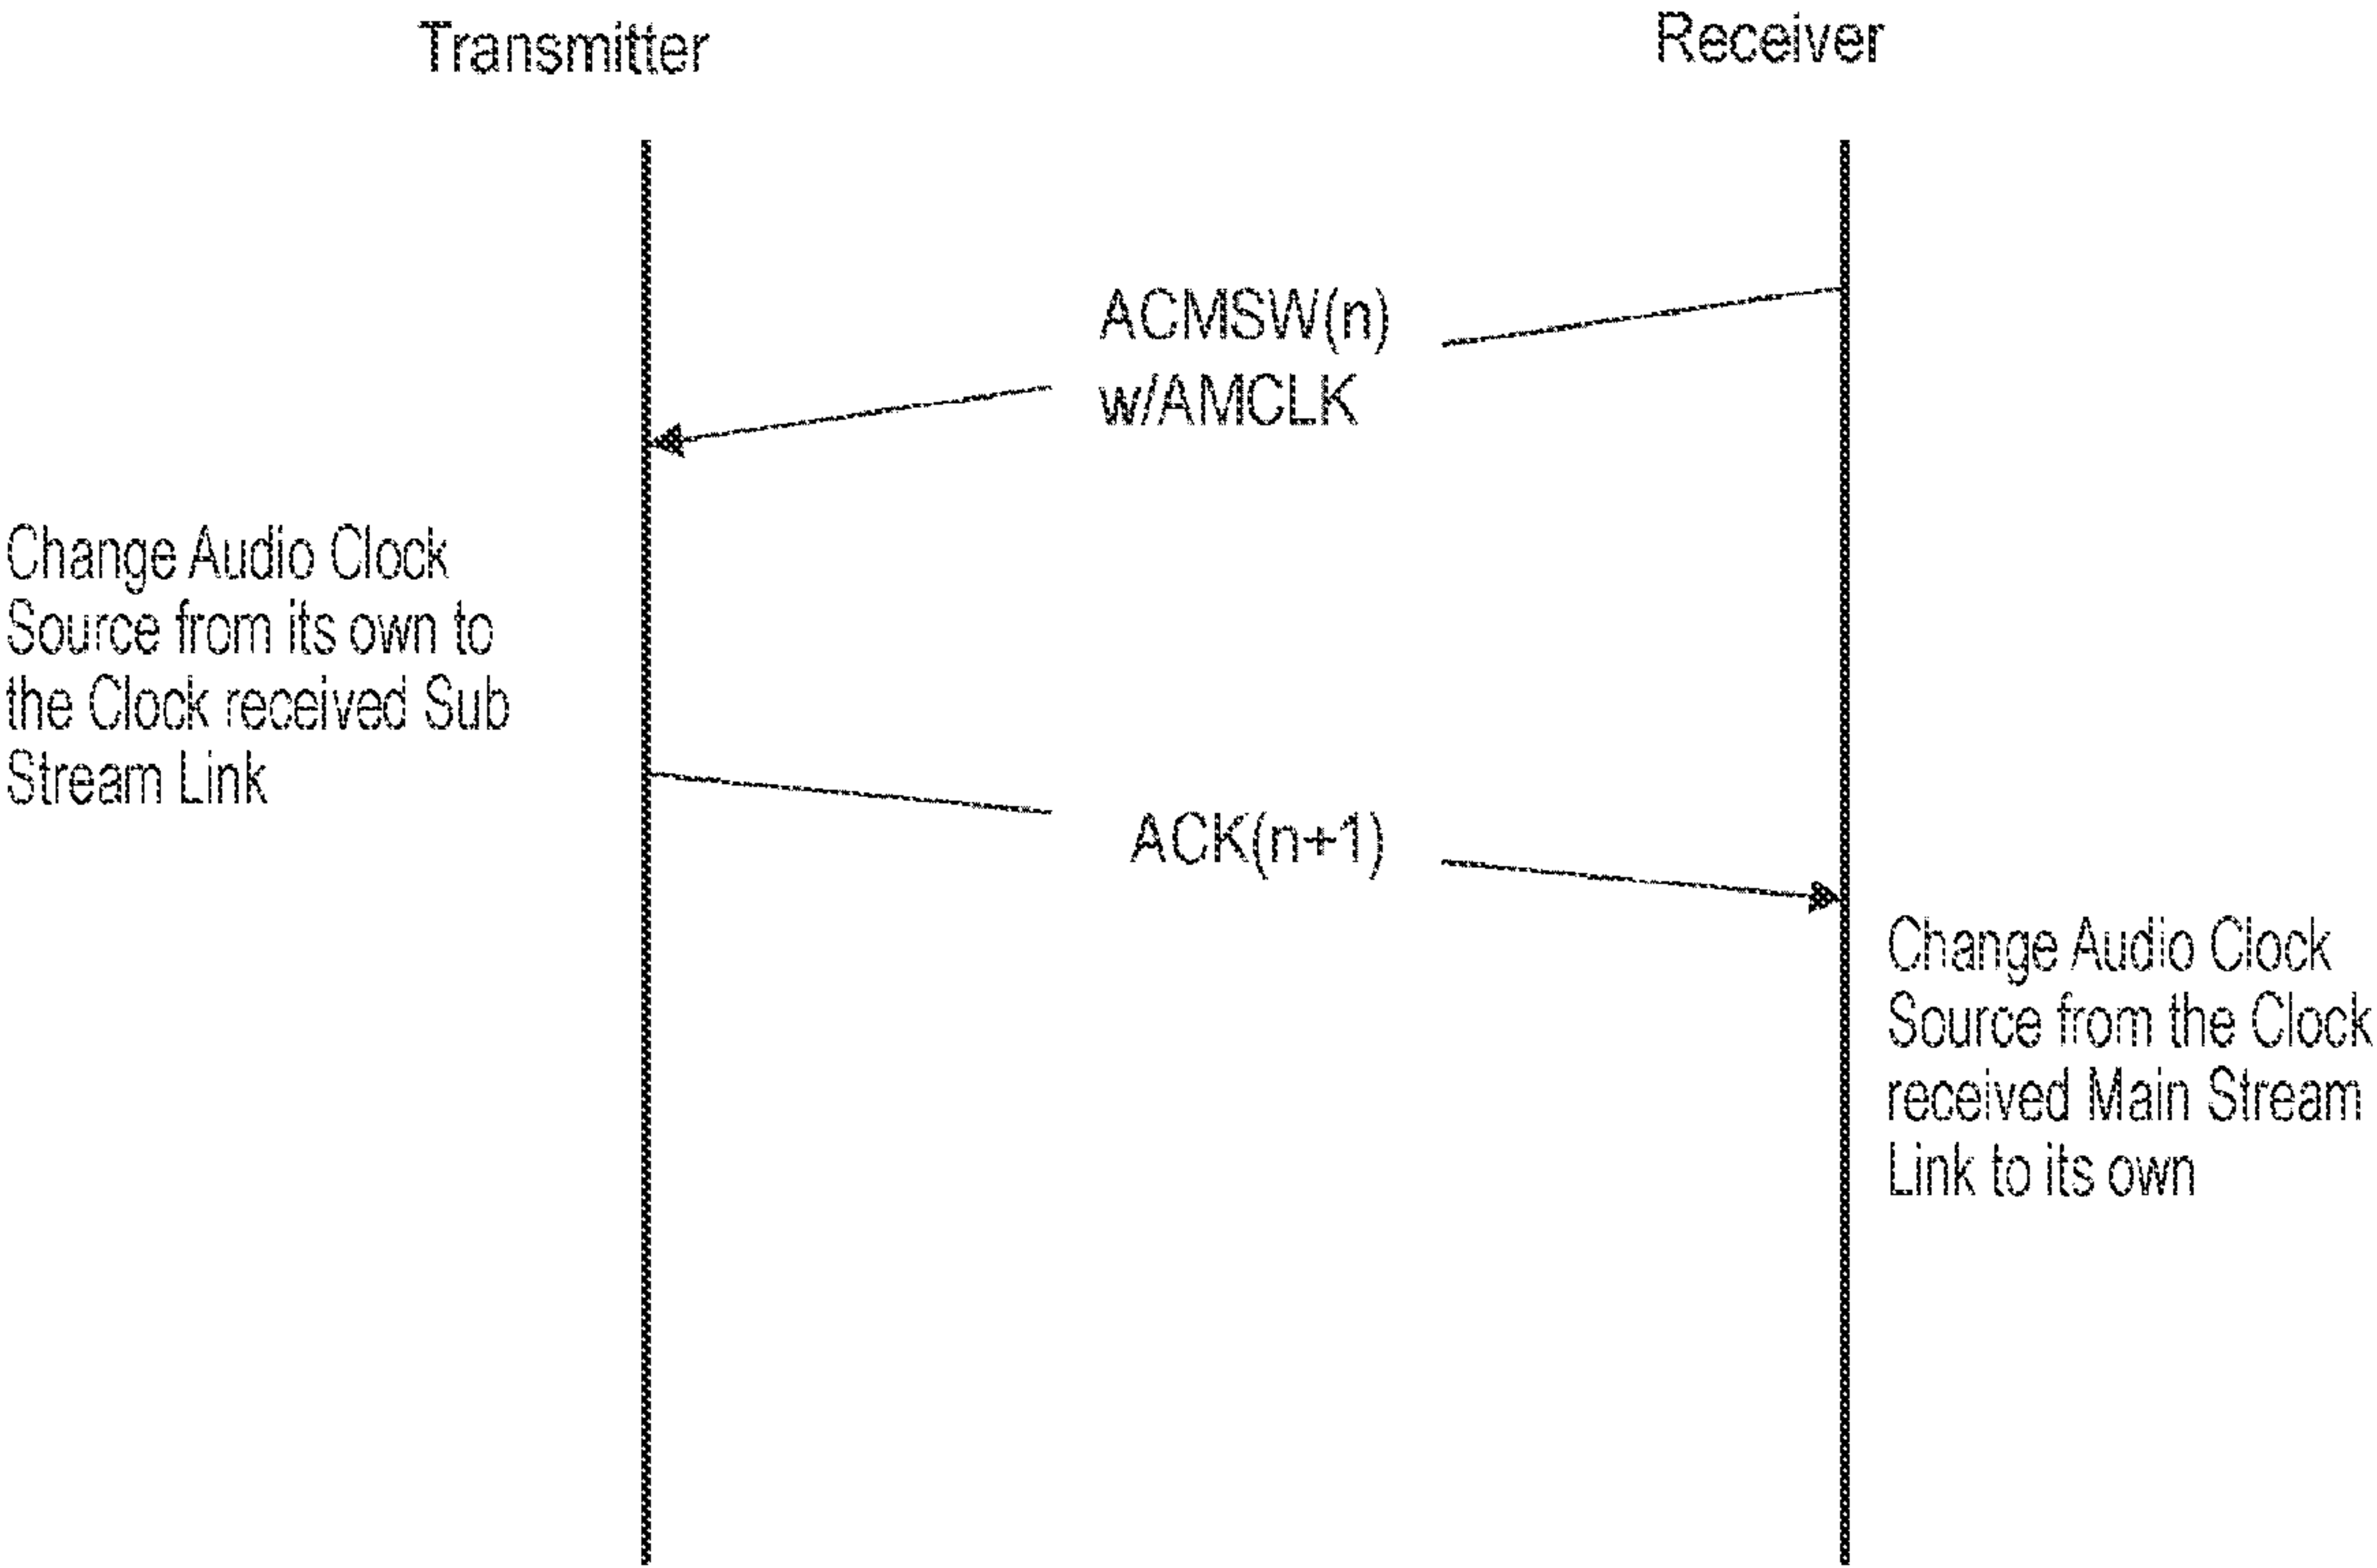 Transmitter
Receiver
ACMSW(n)
w/AMCLK
Change Audio Clock
Source from its own to
the Clock received Sub
Stream Link
ACK(n+1)
Change Audio Clock
Source from the Clock
received Main Stream
Link to its own